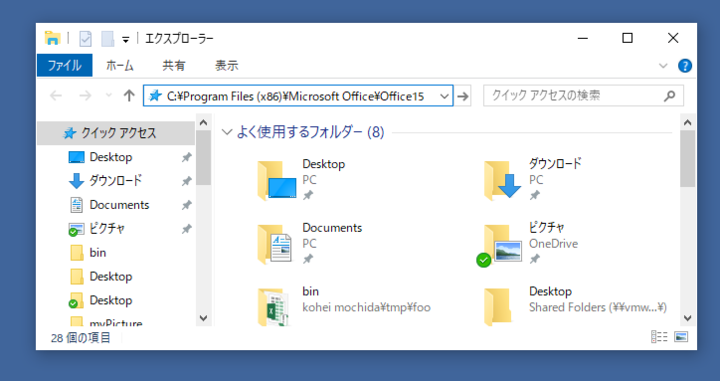 エクスプローラー
ファイル ホーム 共有 表示
C:¥Program Files (x86)¥Microsoft Office¥Office15
クイック アクセスの検索
クイック アクセス
Desktop
ダウンロード
Documents
ピクチャ
bin
Desktop
Desktop
myPicture
よく使用するフォルダー (8)
Desktop
PC
ダウンロード
PC
Documents
PC
ピクチャ
OneDrive
bin
kohei mochida¥tmp¥foo
Desktop
Shared Folders (¥¥vmw...¥)
28 個の項目